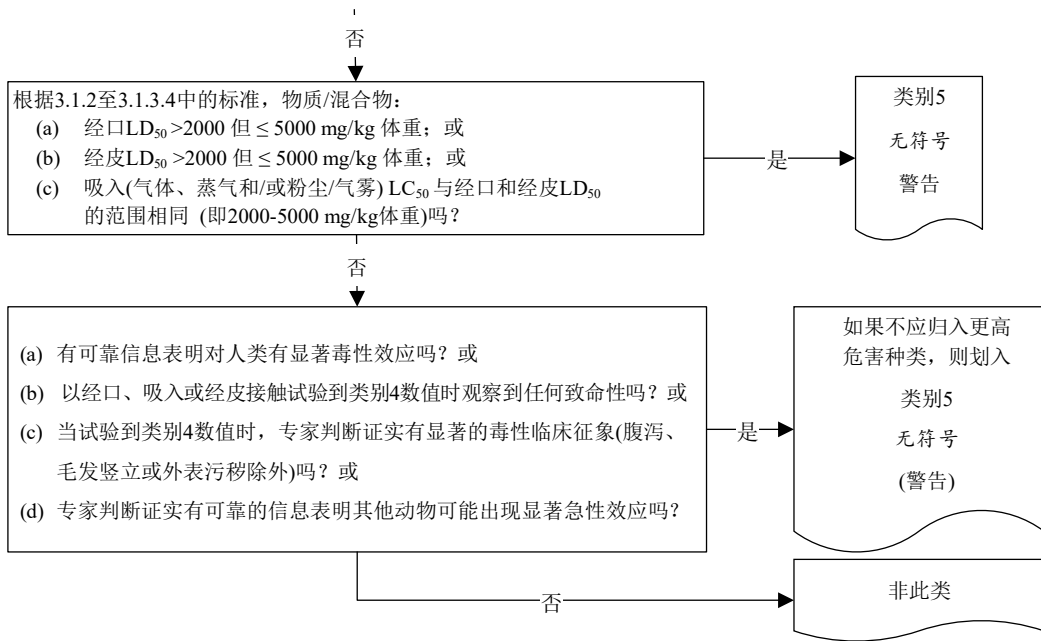 否
根据3.1.2至3.1.3.4中的标准，物质/混合物：
(a) 经口LD50 >2000 但 ≤ 5000 mg/kg 体重；或
(b) 经皮LD50 >2000 但 ≤ 5000 mg/kg 体重；或
(c) 吸入(气体、蒸气和/或粉尘/气雾) LC50 与经口和经皮LD50
的范围相同 (即2000-5000 mg/kg体重)吗？
是
类别5
无符号
警告
否
(a) 有可靠信息表明对人类有显著毒性效应吗？或
(b) 以经口、吸入或经皮接触试验到类别4数值时观察到任何致命性吗？或
(c) 当试验到类别4数值时，专家判断证实有显著的毒性临床征象(腹泻、
毛发竖立或外表污秽除外)吗？或
(d) 专家判断证实有可靠的信息表明其他动物可能出现显著急性效应吗？
是
如果不应归入更高
危害种类，则划入
类别5
无符号
(警告)
否
非此类